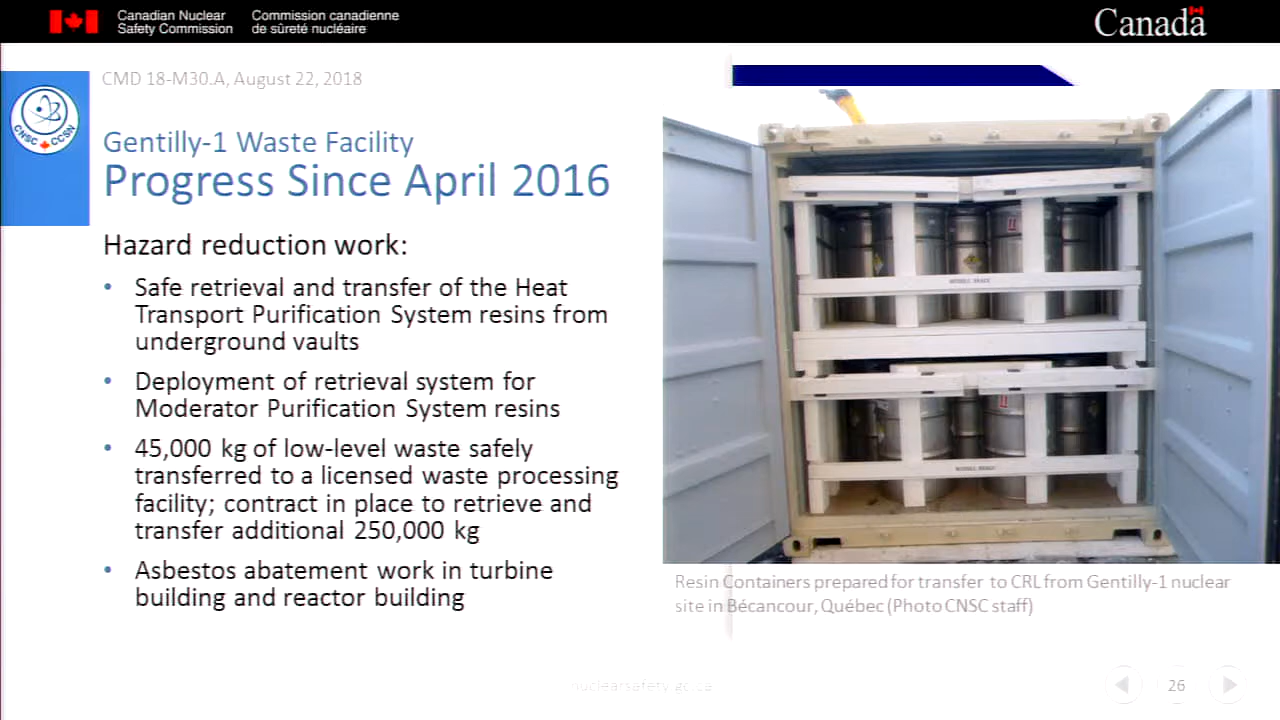 Canadian Nuclear
Safety Commission
Commission canadienne
de sûreté nucléaire
Canada
CMD 18-M30.A, August 22, 2018
CNSC CCSN
Gentilly-1 Waste Facility
Progress Since April 2016
Hazard reduction work:
• Safe retrieval and transfer of the Heat
Transport Purification System resins from
underground vaults
• Deployment of retrieval system for
Moderator Purification System resins
• 45,000 kg of low-level waste safely
transferred to a licensed waste processing
facility; contract in place to retrieve and
transfer additional 250,000 kg
• Asbestos abatement work in turbine
building and reactor building
Resin Containers prepared for transfer to CRL from Gentilly-1 nuclear
site in Bécancour, Québec (Photo CNSC staff)
nuclearsafety.gc.ca
26